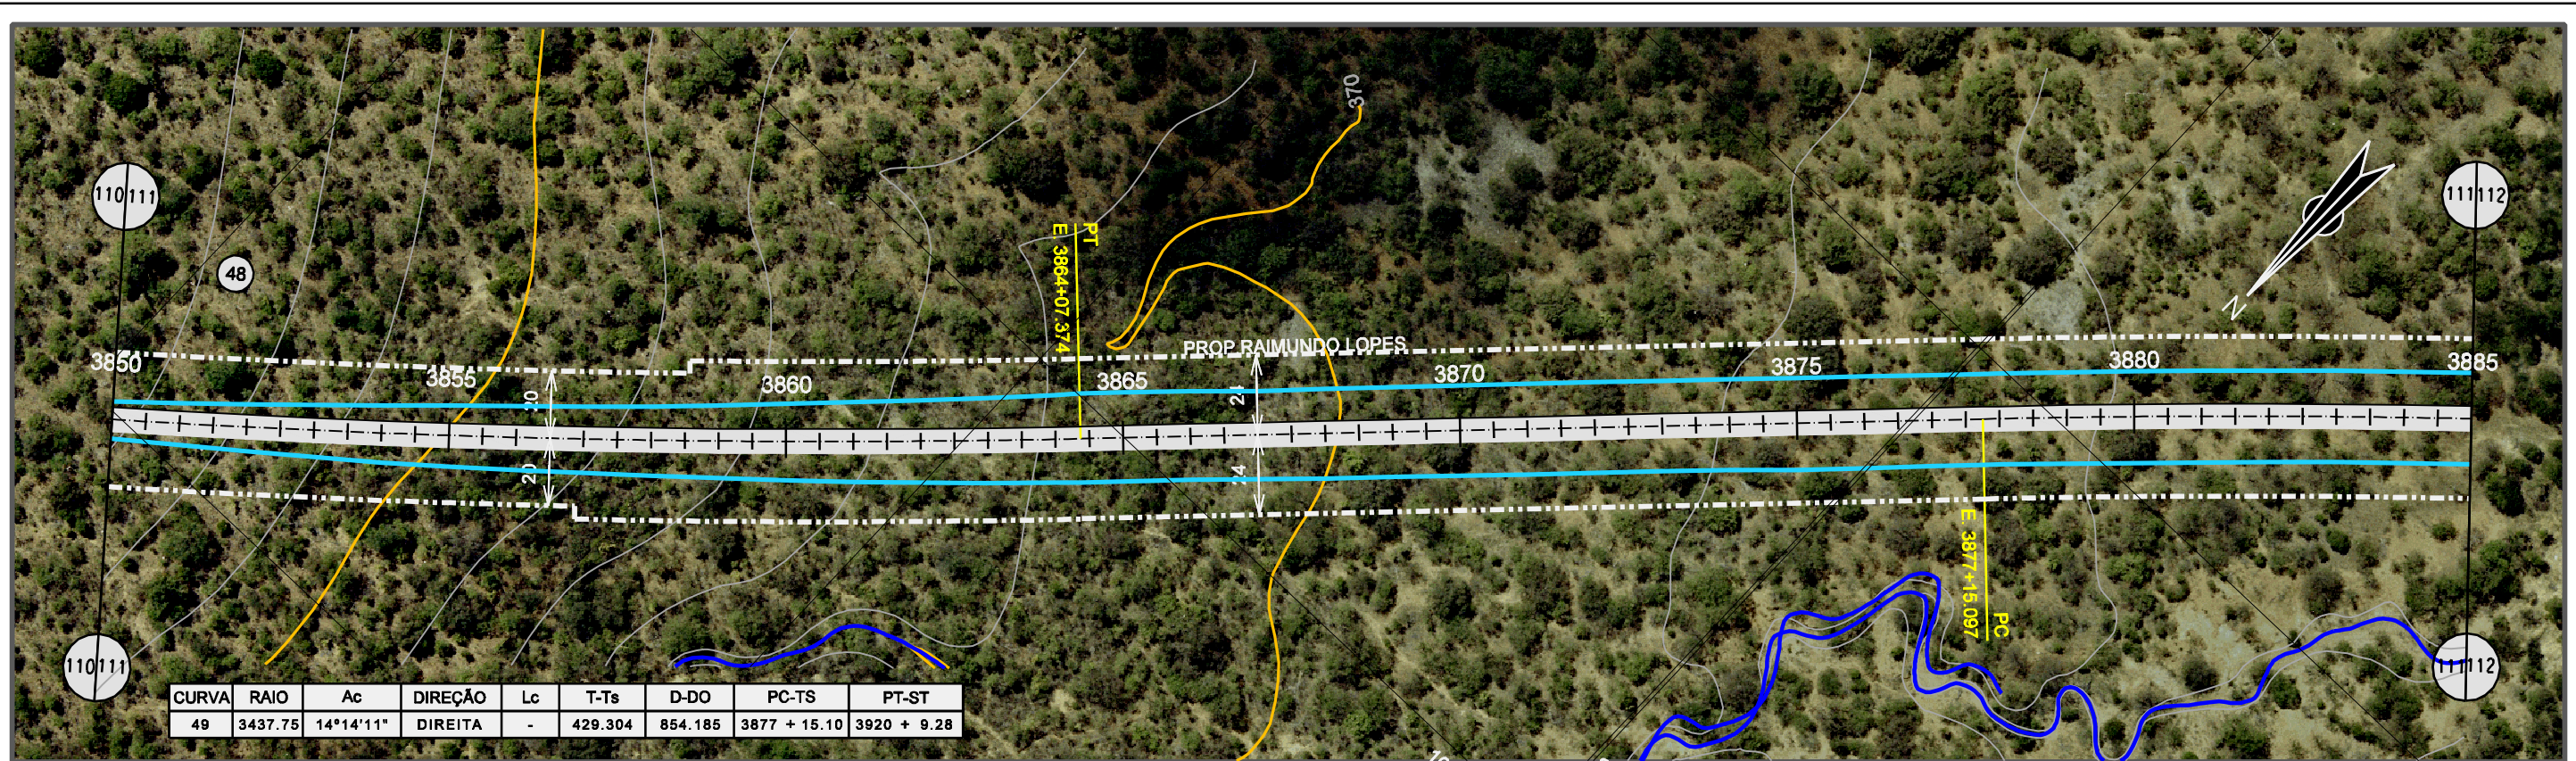 370
110 111
111 112
48
PT
E 3864+07.374
N
PROP.RAIMUNDO LOPES
3850
3855
3860
3865
3870
3875
3880
3885
20
24
E 3877+15.097
PC
110 111
111 112
CURVA RAIO Ac DIREÇÃO Lc T-Ts D-DO PC-TS PT-ST
49 3437.75 14°14'11" DIREITA - 429.304 854.185 3877 + 15.10 3920 + 9.28